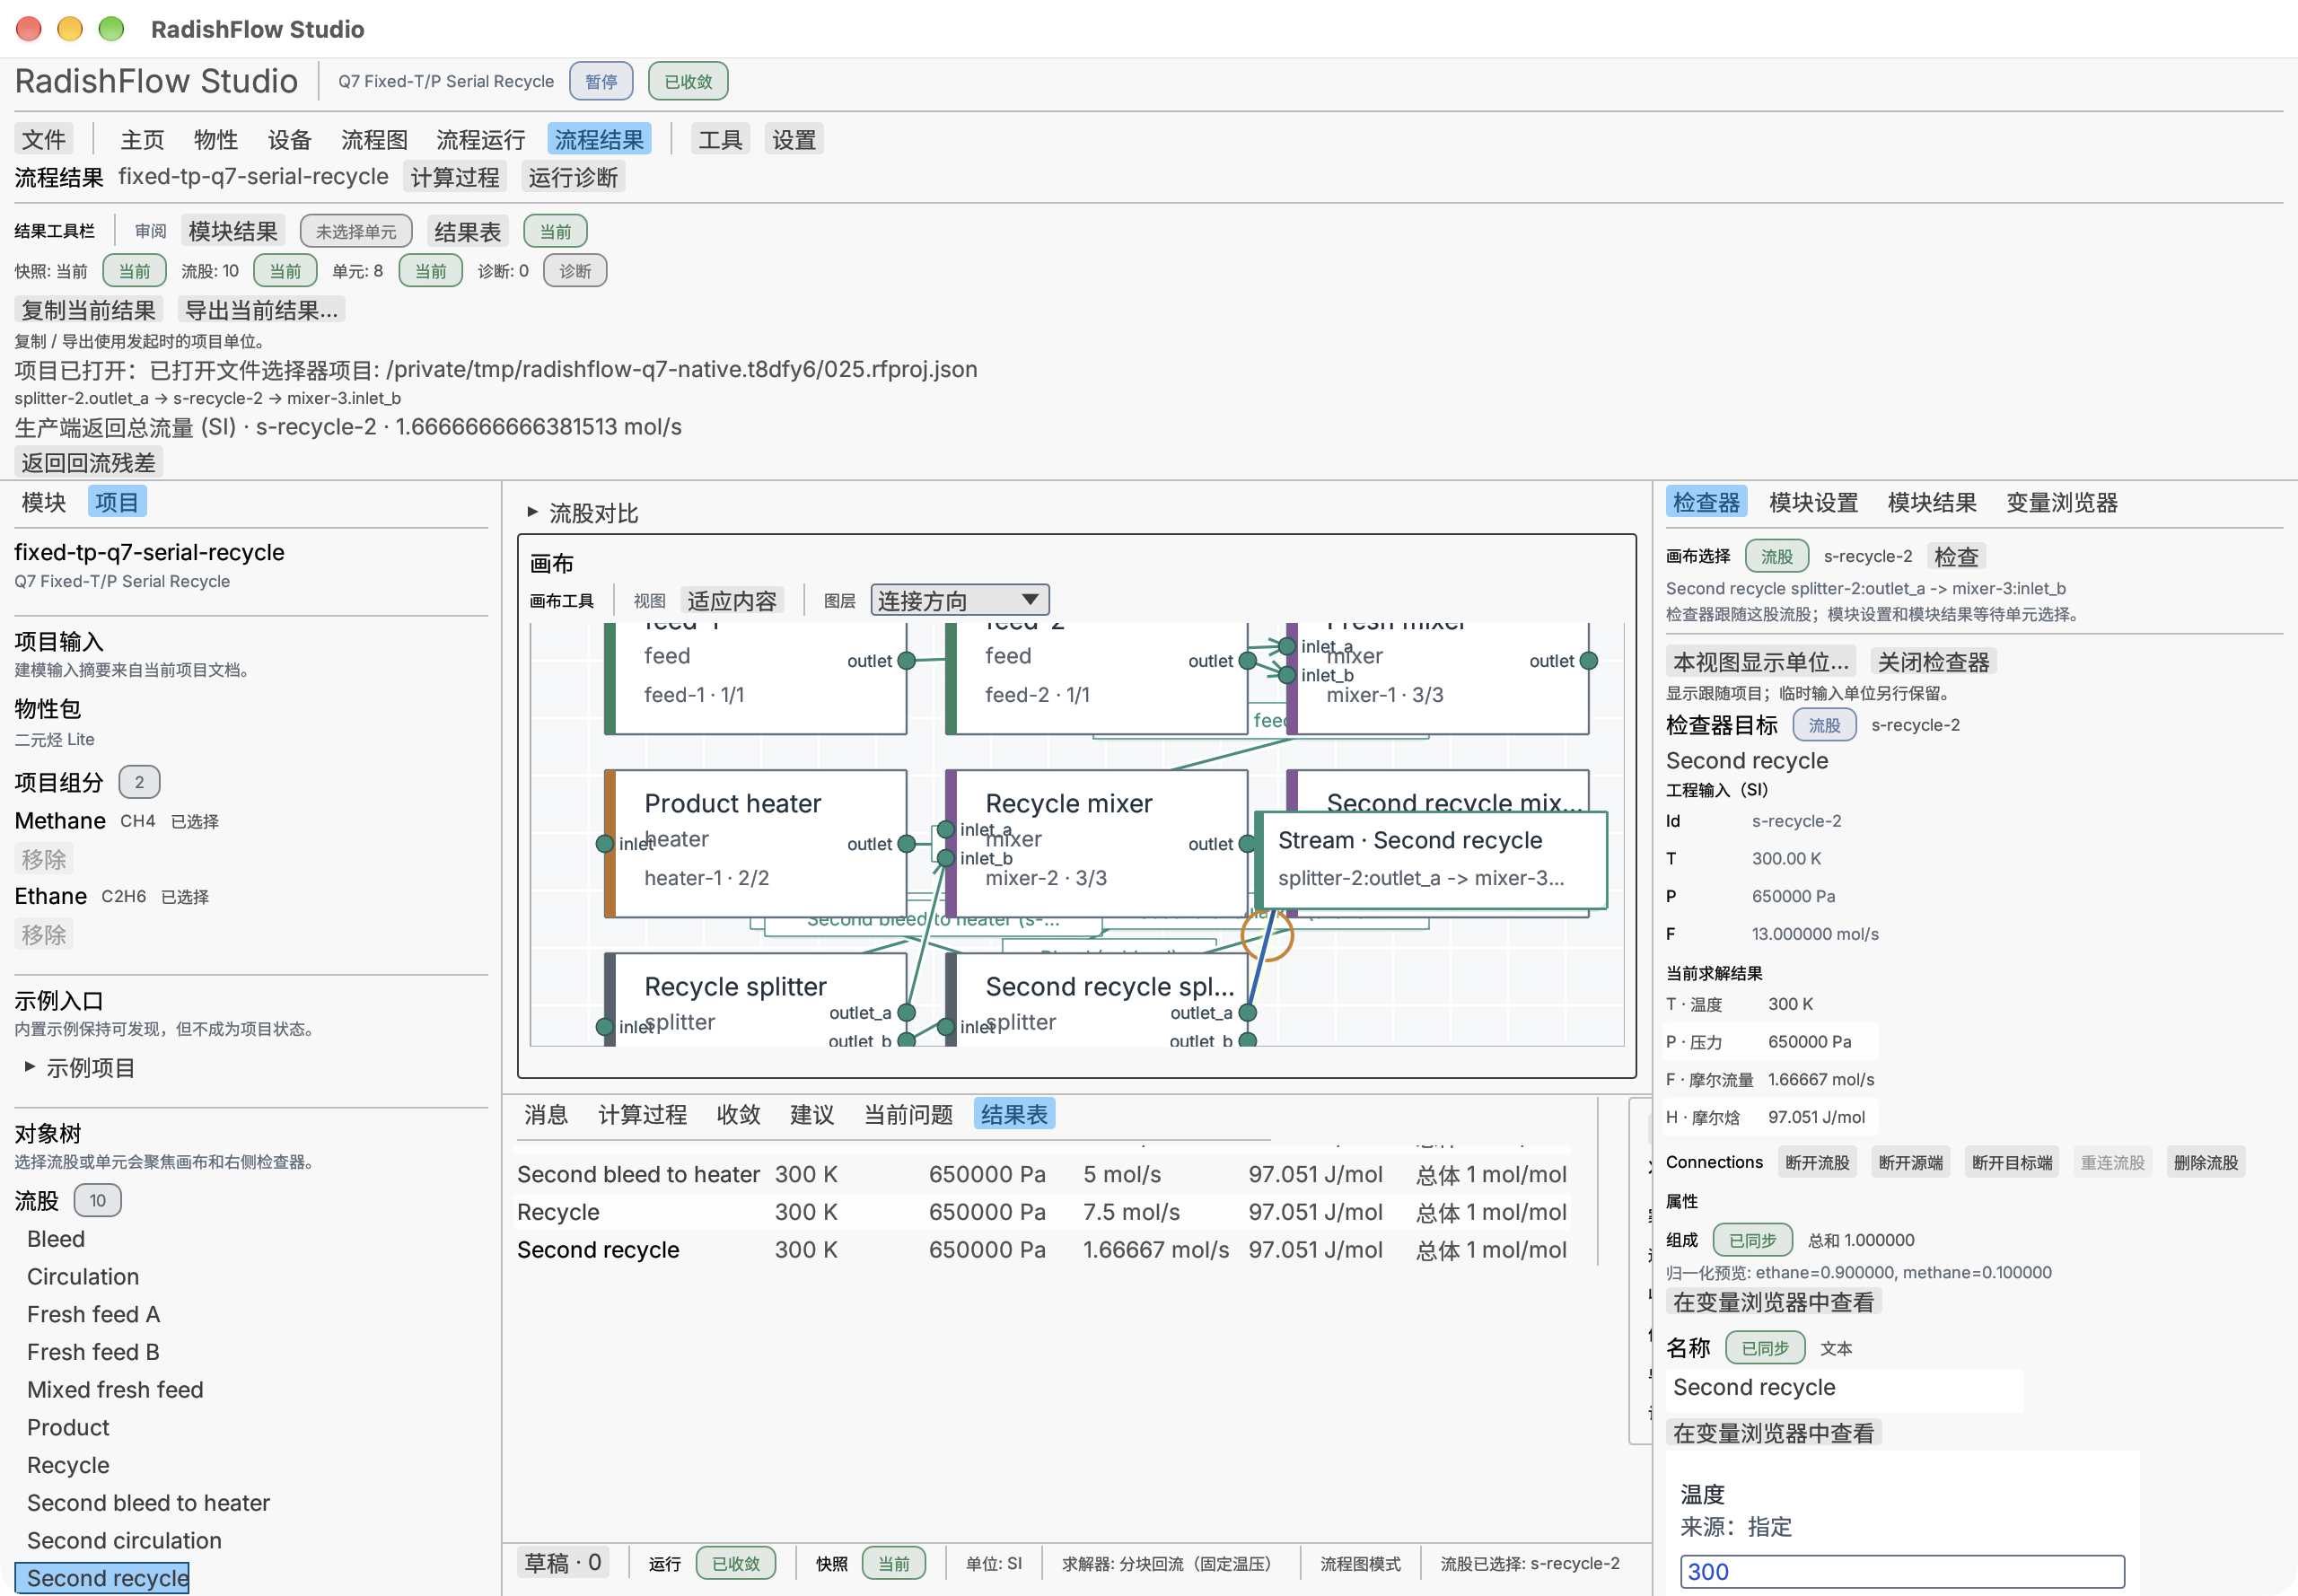 RadishFlow Studio
RadishFlow Studio Q7 Fixed-T/P Serial Recycle 暂停 已收敛
文件 主页 物性 设备 流程图 流程运行 流程结果 工具 设置
流程结果 fixed-tp-q7-serial-recycle 计算过程 运行诊断
结果工具栏 审阅 模块结果 未选择单元 结果表 当前
快照: 当前 当前 流股: 10 当前 单元: 8 当前 诊断: 0 诊断
复制当前结果 导出当前结果...
复制 / 导出使用发起时的项目单位。
项目已打开：已打开文件选择器项目: /private/tmp/radishflow-q7-native.t8dfy6/025.rfproj.json
splitter-2.outlet_a → s-recycle-2 → mixer-3.inlet_b
生产端返回总流量 (SI) · s-recycle-2 · 1.6666666666381513 mol/s
返回回流残差
模块 项目
fixed-tp-q7-serial-recycle
Q7 Fixed-T/P Serial Recycle
项目输入
建模输入摘要来自当前项目文档。
物性包
二元烃 Lite
项目组分 2
Methane CH4 已选择
移除
Ethane C2H6 已选择
移除
示例入口
内置示例保持可发现，但不成为项目状态。
▸ 示例项目
对象树
选择流股或单元会聚焦画布和右侧检查器。
流股 10
Bleed
Circulation
Fresh feed A
Fresh feed B
Mixed fresh feed
Product
Recycle
Second bleed to heater
Second circulation
Second recycle
▸ 流股对比
画布
画布工具 视图 适应内容 图层 连接方向
feed-1
feed
feed-1 · 1/1
outlet
feed-2
feed
feed-2 · 1/1
outlet
Fresh mixer
inlet_a
mixer
inlet_b
mixer-1 · 3/3
outlet
feed
Product heater
inlet
heater
heater-1 · 2/2
outlet
Recycle mixer
inlet_a
mixer
inlet_b
mixer-2 · 3/3
outlet
Second recycle mix...
Stream · Second recycle
splitter-2:outlet_a -> mixer-3...
Second bleed to heater (s-...
Recycle splitter
inlet
splitter
outlet_a
outlet_b
Second recycle spl...
inlet
splitter
outlet_a
outlet_b
消息 计算过程 收敛 建议 当前问题 结果表
Second bleed to heater 300 K 650000 Pa 5 mol/s 97.051 J/mol 总体 1 mol/mol
Recycle 300 K 650000 Pa 7.5 mol/s 97.051 J/mol 总体 1 mol/mol
Second recycle 300 K 650000 Pa 1.66667 mol/s 97.051 J/mol 总体 1 mol/mol
草稿 · 0 运行 已收敛 快照 当前 单位: SI 求解器: 分块回流（固定温压） 流程图模式 流股已选择: s-recycle-2
检查器 模块设置 模块结果 变量浏览器
画布选择 流股 s-recycle-2 检查
Second recycle splitter-2:outlet_a -> mixer-3:inlet_b
检查器跟随这股流股；模块设置和模块结果等待单元选择。
本视图显示单位... 关闭检查器
显示跟随项目；临时输入单位另行保留。
检查器目标 流股 s-recycle-2
Second recycle
工程输入（SI）
Id s-recycle-2
T 300.00 K
P 650000 Pa
F 13.000000 mol/s
当前求解结果
T · 温度 300 K
P · 压力 650000 Pa
F · 摩尔流量 1.66667 mol/s
H · 摩尔焓 97.051 J/mol
Connections 断开流股 断开源端 断开目标端 重连流股 删除流股
属性
组成 已同步 总和 1.000000
归一化预览: ethane=0.900000, methane=0.100000
在变量浏览器中查看
名称 已同步 文本
Second recycle
在变量浏览器中查看
温度
来源：指定
300